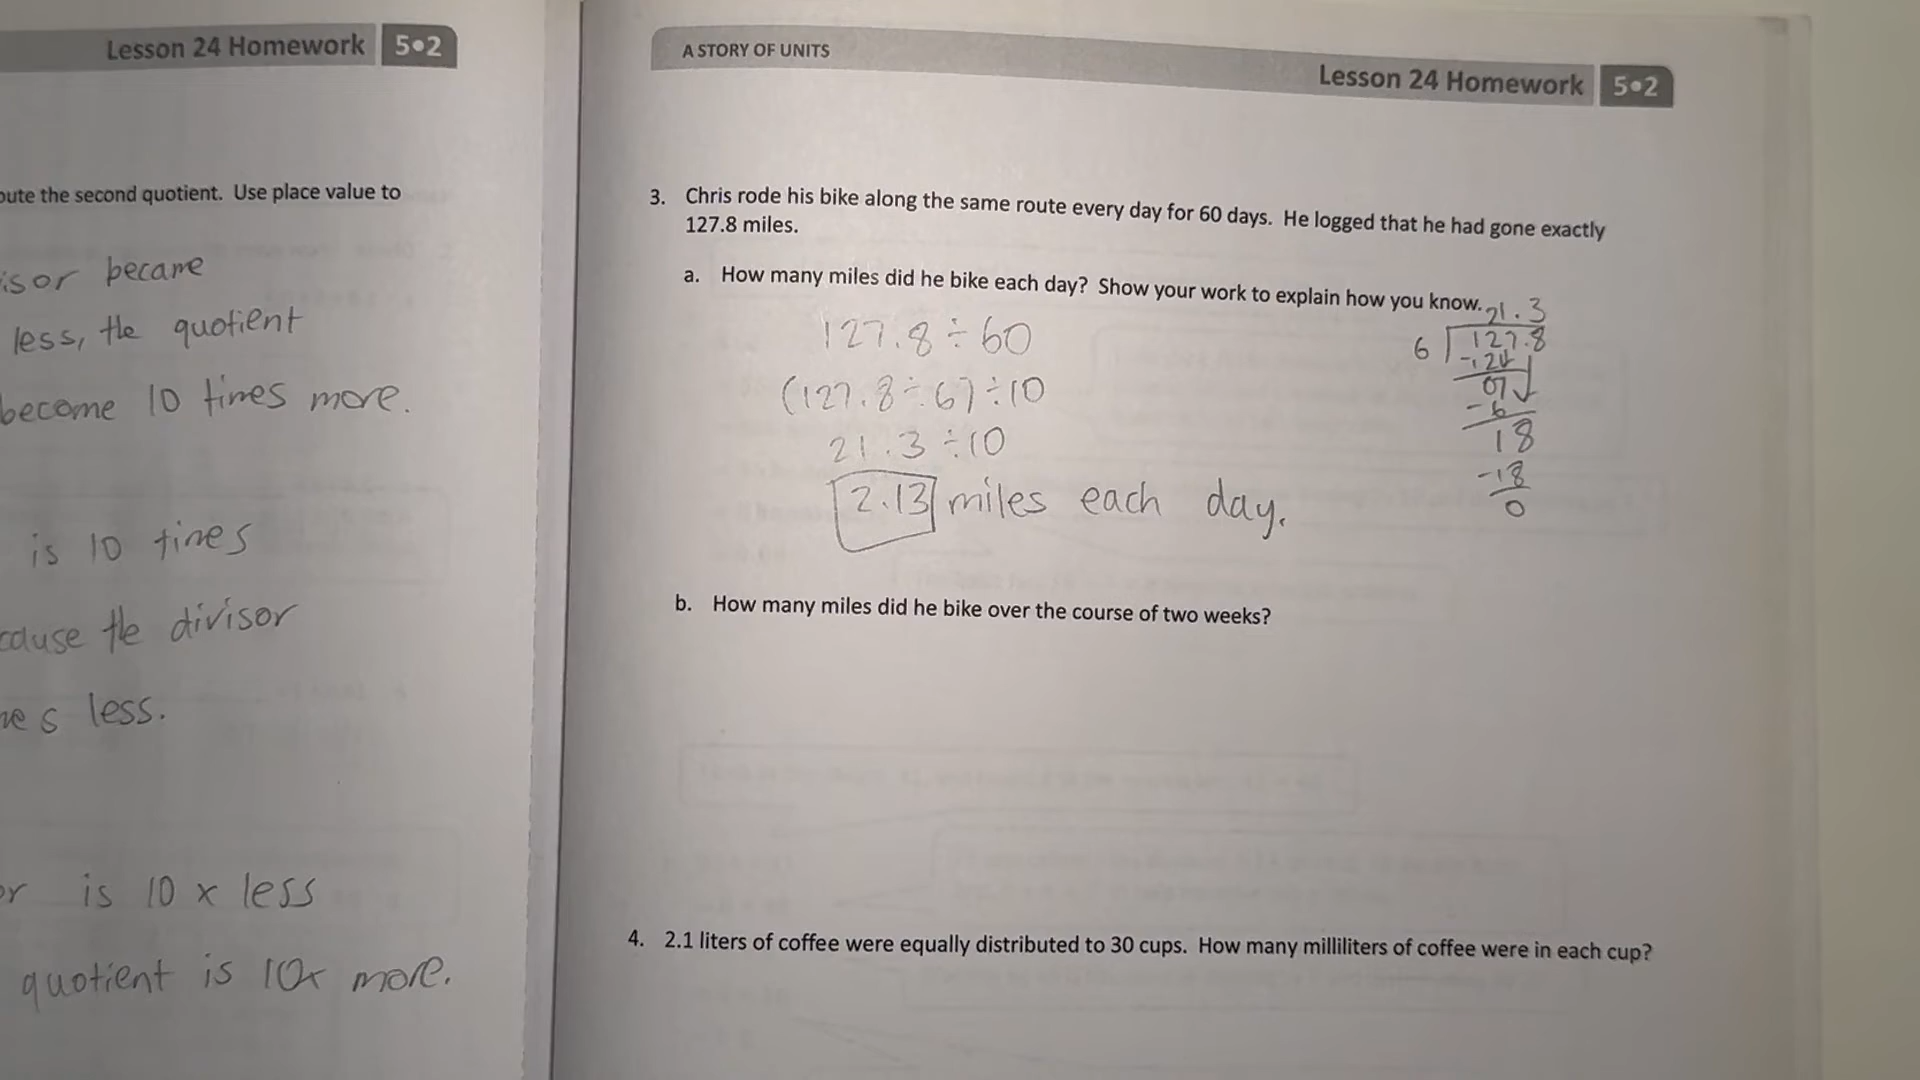 Lesson 24 Homework 5•2
the second quotient. Use place value to
became
less, the quotient
become 10 times more.
is 10 times
the divisor
less.
is 10 x less
quotient is 10x more.
A STORY OF UNITS
Lesson 24 Homework 5•2
3. Chris rode his bike along the same route every day for 60 days. He logged that he had gone exactly
127.8 miles.
a. How many miles did he bike each day? Show your work to explain how you know.
127.8 ÷ 60
(127.8 ÷ 6) ÷ 10
21.3 ÷ 10
2.13 miles each day.
21.3
6 127.8
-12
07
-6
18
-18
0
b. How many miles did he bike over the course of two weeks?
4. 2.1 liters of coffee were equally distributed to 30 cups. How many milliliters of coffee were in each cup?